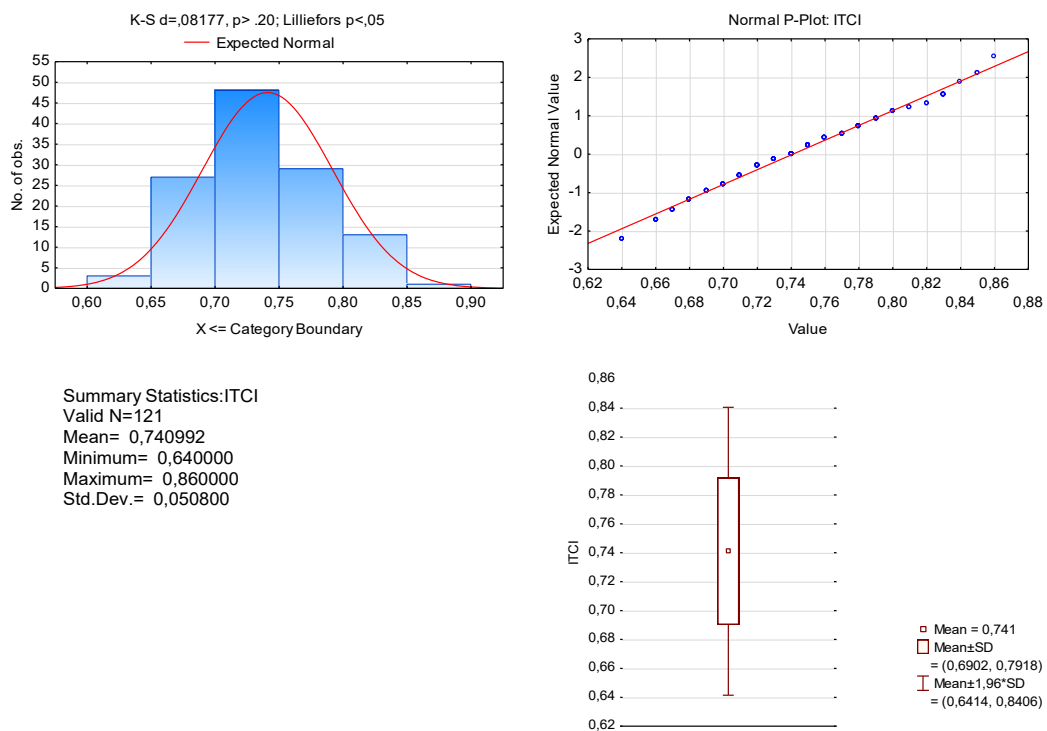 K-S d=,08177, p> .20; Lilliefors p<,05
Expected Normal
No. of obs.
55
50
45
40
35
30
25
20
15
10
5
0
0,60 0,65 0,70 0,75 0,80 0,85 0,90
X <= Category Boundary
Normal P-Plot: ITCI
Expected Normal Value
3
2
1
0
-1
-2
-3
0,62 0,66 0,70 0,74 0,78 0,82 0,86
0,64 0,68 0,72 0,76 0,80 0,84 0,88
Value
Summary Statistics:ITCI
Valid N=121
Mean= 0,740992
Minimum= 0,640000
Maximum= 0,860000
Std.Dev.= 0,050800
ITCI
0,86
0,84
0,82
0,80
0,78
0,76
0,74
0,72
0,70
0,68
0,66
0,64
0,62
Mean = 0,741
Mean±SD
= (0,6902, 0,7918)
Mean±1,96*SD
= (0,6414, 0,8406)